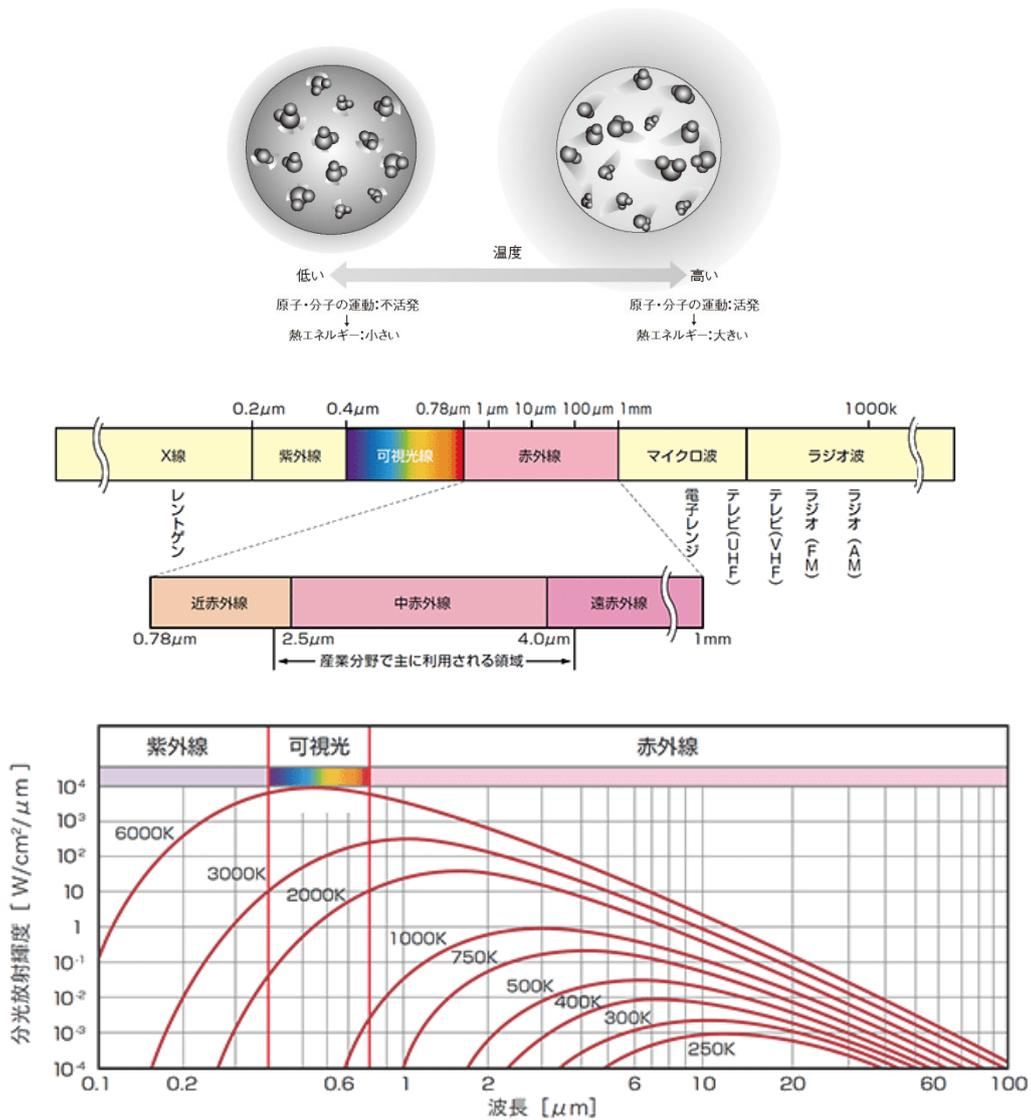 温度
低い
高い
原子・分子の運動:不活発
↓
熱エネルギー:小さい
原子・分子の運動:活発
↓
熱エネルギー:大きい
0.2μm 0.4μm 0.78μm 1μm 10μm 100μm 1mm 1000k
X線 紫外線 可視光線 赤外線 マイクロ波 ラジオ波
レントゲン
電子レンジ
テレビ(UHF)
テレビ(VHF)
ラジオ(FM)
ラジオ(AM)
近赤外線 中赤外線 遠赤外線
0.78μm 2.5μm 4.0μm 1mm
産業分野で主に利用される領域
紫外線 可視光 赤外線
分光放射輝度 [W/cm²/μm]
10⁴
10³
10²
10
1
10⁻¹
10⁻²
10⁻³
10⁻⁴
6000K
3000K
2000K
1000K
750K
500K
400K
300K
250K
0.1 0.2 0.6 1 2 6 10 20 60 100
波長 [μm]